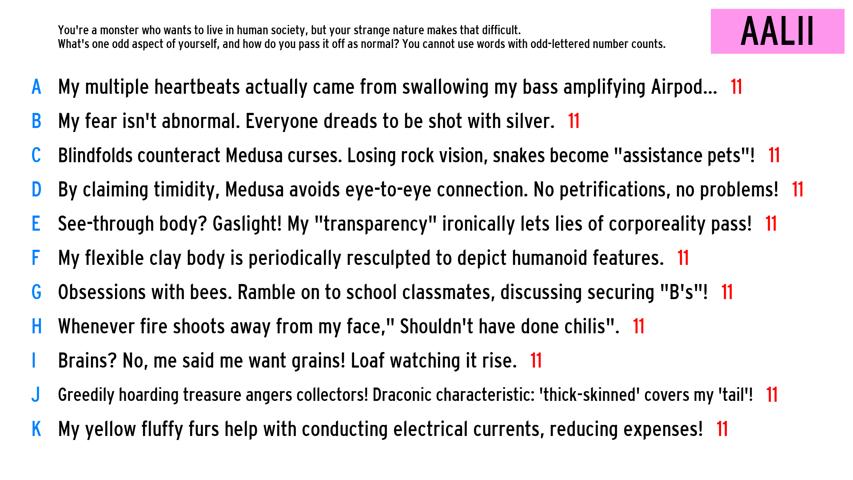 You're a monster who wants to live in human society, but your strange nature makes that difficult.
What's one odd aspect of yourself, and how do you pass it off as normal? You cannot use words with odd-lettered number counts.
AALII
A My multiple heartbeats actually came from swallowing my bass amplifying Airpod... 11
B My fear isn't abnormal. Everyone dreads to be shot with silver. 11
C Blindfolds counteract Medusa curses. Losing rock vision, snakes become "assistance pets"! 11
D By claiming timidity, Medusa avoids eye-to-eye connection. No petrifications, no problems! 11
E See-through body? Gaslight! My "transparency" ironically lets lies of corporeality pass! 11
F My flexible clay body is periodically resculpted to depict humanoid features. 11
G Obsessions with bees. Ramble on to school classmates, discussing securing "B's"! 11
H Whenever fire shoots away from my face," Shouldn't have done chilis". 11
I Brains? No, me said me want grains! Loaf watching it rise. 11
J Greedily hoarding treasure angers collectors! Draconic characteristic: 'thick-skinned' covers my 'tail'! 11
K My yellow fluffy furs help with conducting electrical currents, reducing expenses! 11